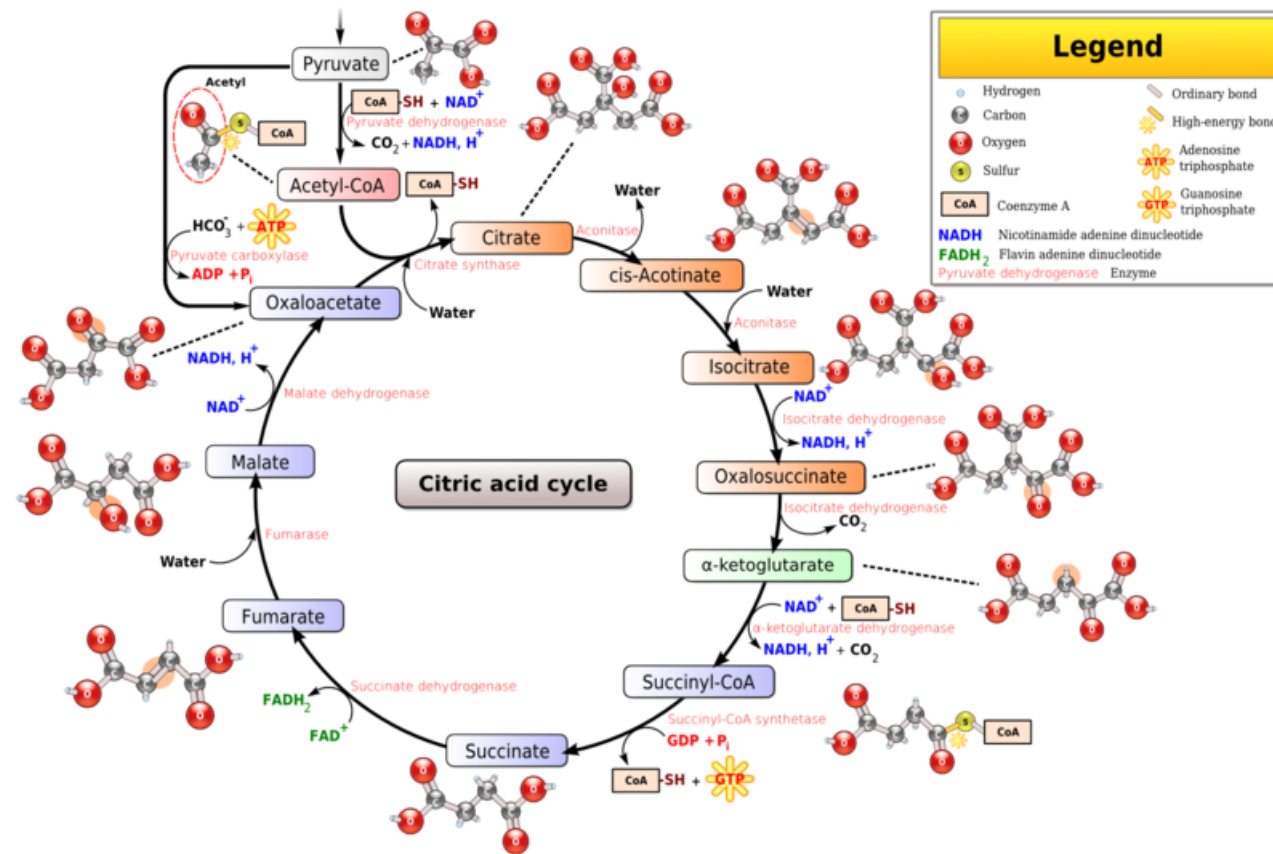 Pyruvate
Acetyl
S
CoA
CoA -SH + NAD+
Pyruvate dehydrogenase
CO2 + NADH, H+
Acetyl-CoA
CoA -SH
HCO3- + ATP
Pyruvate carboxylase
ADP + Pi
Citrate
Citrate synthase
Water
Oxaloacetate
Aconitase
Water
cis-Acotinate
Water
Aconitase
Isocitrate
NAD+
Isocitrate dehydrogenase
NADH, H+
Oxalosuccinate
Isocitrate dehydrogenase
CO2
α-ketoglutarate
NAD+ + CoA -SH
α-ketoglutarate dehydrogenase
NADH, H+ + CO2
Succinyl-CoA
S
CoA
Succinyl-CoA synthetase
GDP + Pi
CoA -SH + GTP
Succinate
Succinate dehydrogenase
FADH2
FAD+
Fumarate
Fumarase
Water
Malate
Malate dehydrogenase
NADH, H+
NAD+
Citric acid cycle
Legend
Hydrogen
Carbon
Oxygen
S Sulfur
CoA Coenzyme A
Ordinary bond
High-energy bond
ATP Adenosine
triphosphate
GTP Guanosine
triphosphate
NADH Nicotinamide adenine dinucleotide
FADH2 Flavin adenine dinucleotide
Pyruvate dehydrogenase Enzyme